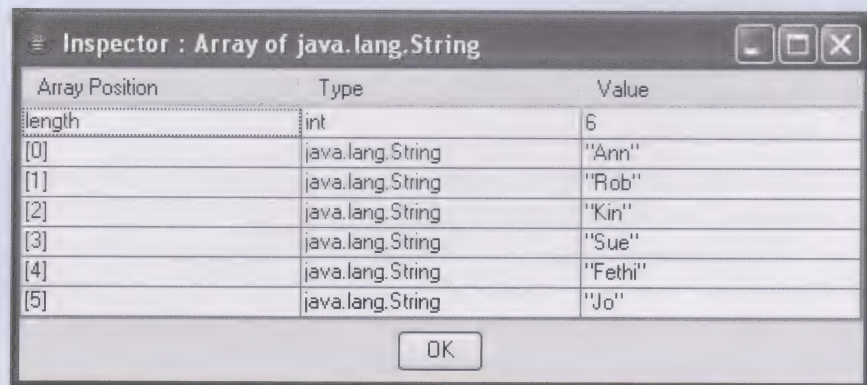 Inspector : Array of java.lang.String
Array Position Type Value
length int 6
[0] java.lang.String "Ann"
[1] java.lang.String "Rob"
[2] java.lang.String "Kin"
[3] java.lang.String "Sue"
[4] java.lang.String "Fethi"
[5] java.lang.String "Jo"
OK